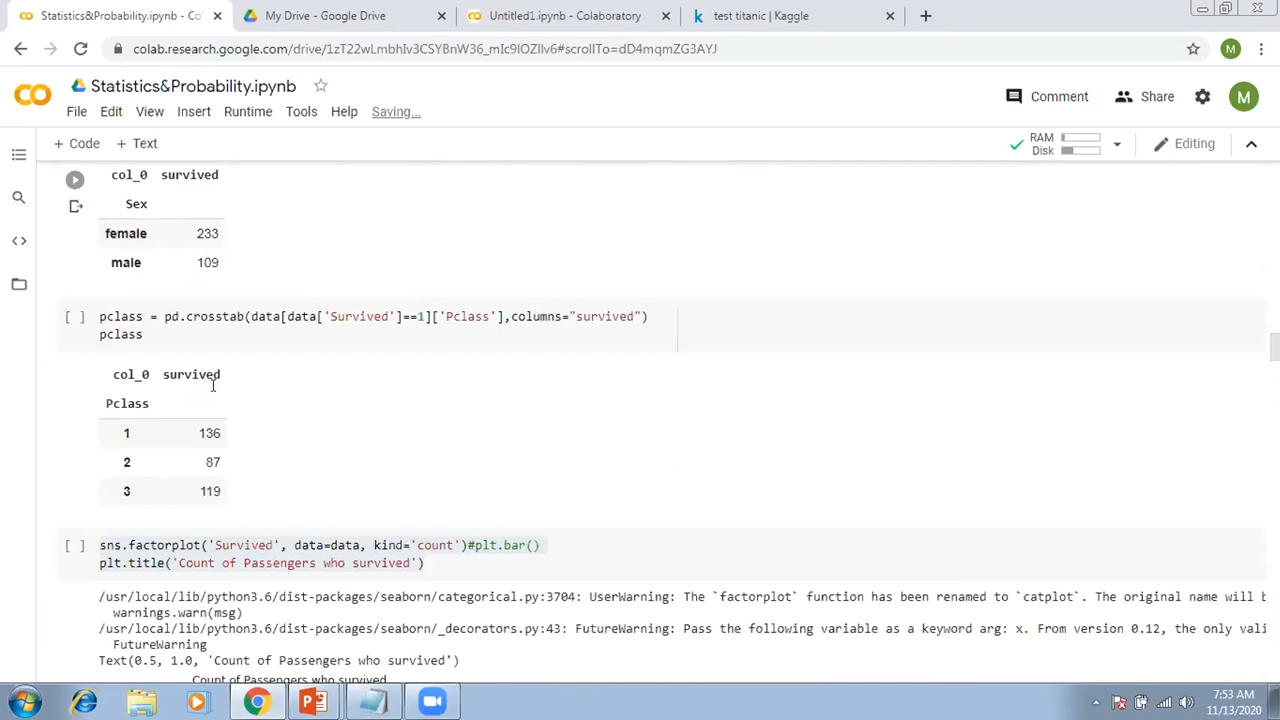 Statistics&Probability.ipynb - Co
My Drive - Google Drive
Untitled1.ipynb - Colaboratory
test titanic | Kaggle
colab.research.google.com/drive/1zT22wLmbhIv3CSYBnW36_mIc9IOZIIv6#scrollTo=dD4mqmZG3AYJ
M
Statistics&Probability.ipynb
Comment
Share
M
File Edit View Insert Runtime Tools Help Saving...
+ Code + Text
RAM
Disk
Editing
col_0 survived
Sex
female 233
male 109
[ ] pclass = pd.crosstab(data[data['Survived']==1]['Pclass'],columns="survived")
pclass
col_0 survived
Pclass
1 136
2 87
3 119
[ ] sns.factorplot('Survived', data=data, kind='count')#plt.bar()
plt.title('Count of Passengers who survived')
/usr/local/lib/python3.6/dist-packages/seaborn/categorical.py:3704: UserWarning: The `factorplot` function has been renamed to `catplot`. The original name will b
warnings.warn(msg)
/usr/local/lib/python3.6/dist-packages/seaborn/_decorators.py:43: FutureWarning: Pass the following variable as a keyword arg: x. From version 0.12, the only vali
FutureWarning
Text(0.5, 1.0, 'Count of Passengers who survived')
Count of Passengers who survived
7:53 AM
11/13/2020